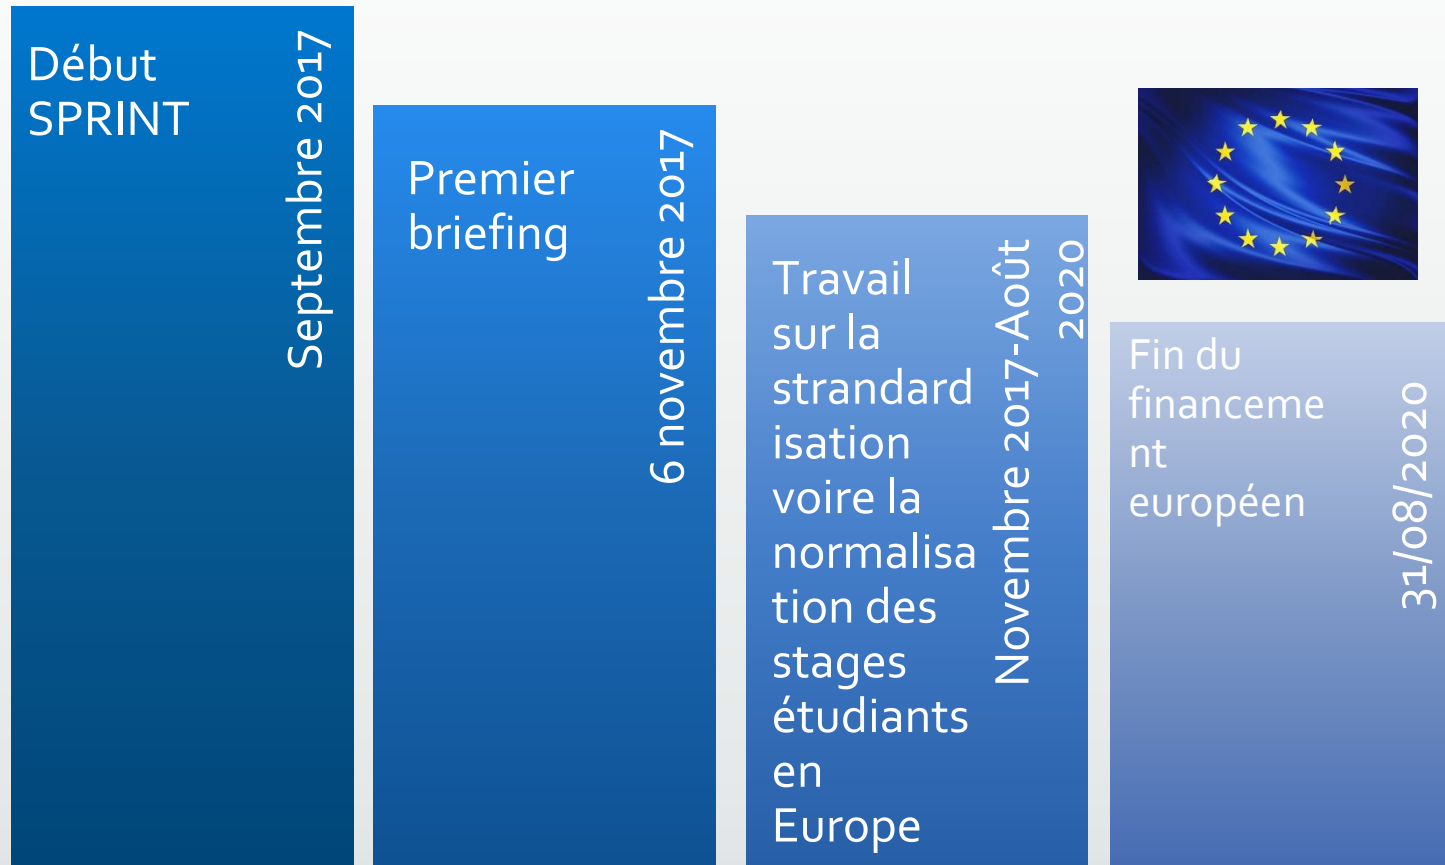 Début
SPRINT
Septembre 2017
Premier
briefing
6 novembre 2017
Travail
sur la
strandard
isation
voire la
normalisa
tion des
stages
étudiants
en
Europe
Novembre 2017-Août
2020
Fin du
financeme
nt
européen
31/08/2020